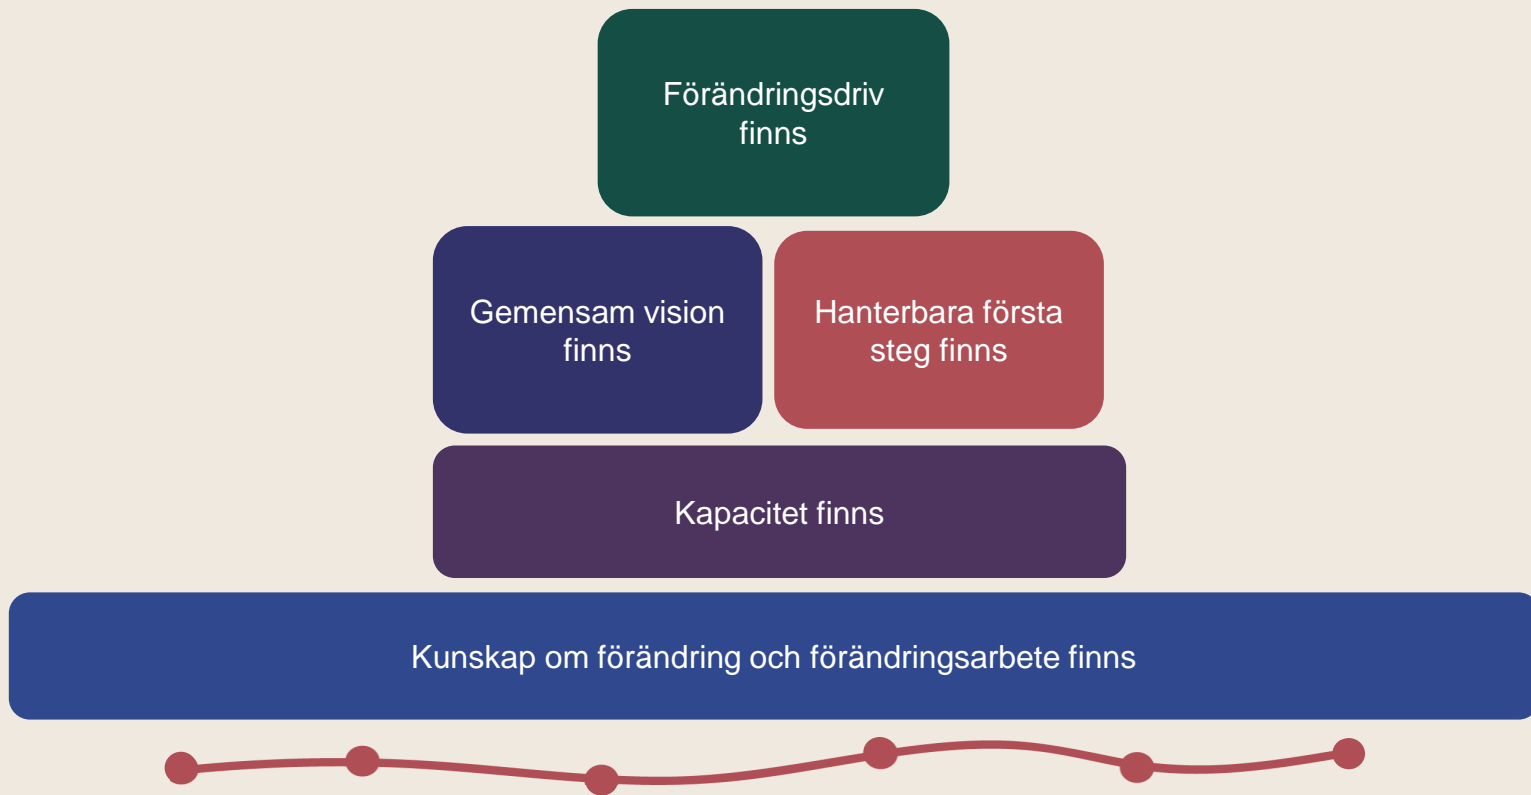 Förändringsdriv
finns
Gemensam vision
finns
Hanterbara första
steg finns
Kapacitet finns
Kunskap om förändring och förändringsarbete finns